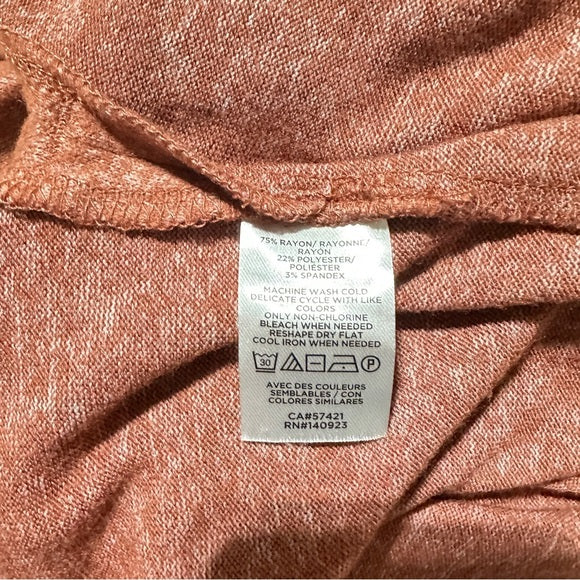 75% RAYON/ RAYONNE/
RAYON
22% POLYESTER/
POLIÉSTER
3% SPANDEX
MACHINE WASH COLD
DELICATE CYCLE WITH LIKE
COLORS
ONLY NON-CHLORINE
BLEACH WHEN NEEDED
RESHAPE DRY FLAT
COOL IRON WHEN NEEDED
30 P
AVEC DES COULEURS
SEMBLABLES / CON
COLORES SIMILARES
CA#57421
RN#140923